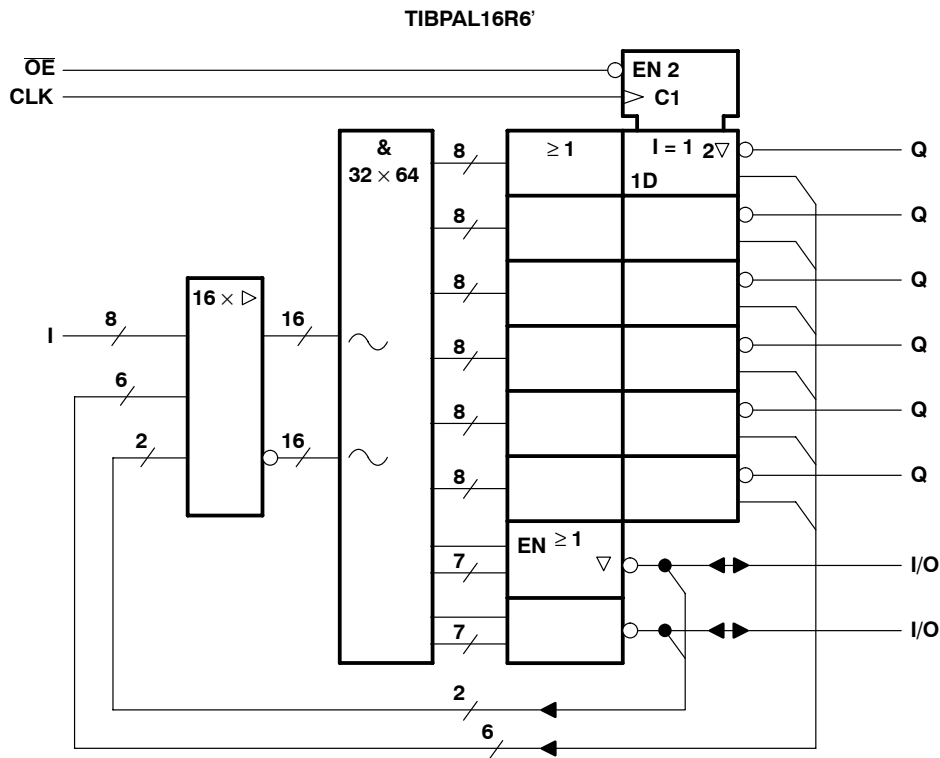 TIBPAL16R6'
OE
EN 2
CLK
C1
&
32 × 64
8
≥ 1
I = 1
2▽
1D
Q
8
Q
8
Q
16 × ▷
I
8
16
8
Q
6
8
Q
2
16
8
Q
EN ≥ 1
▽
7
I/O
7
I/O
2
6